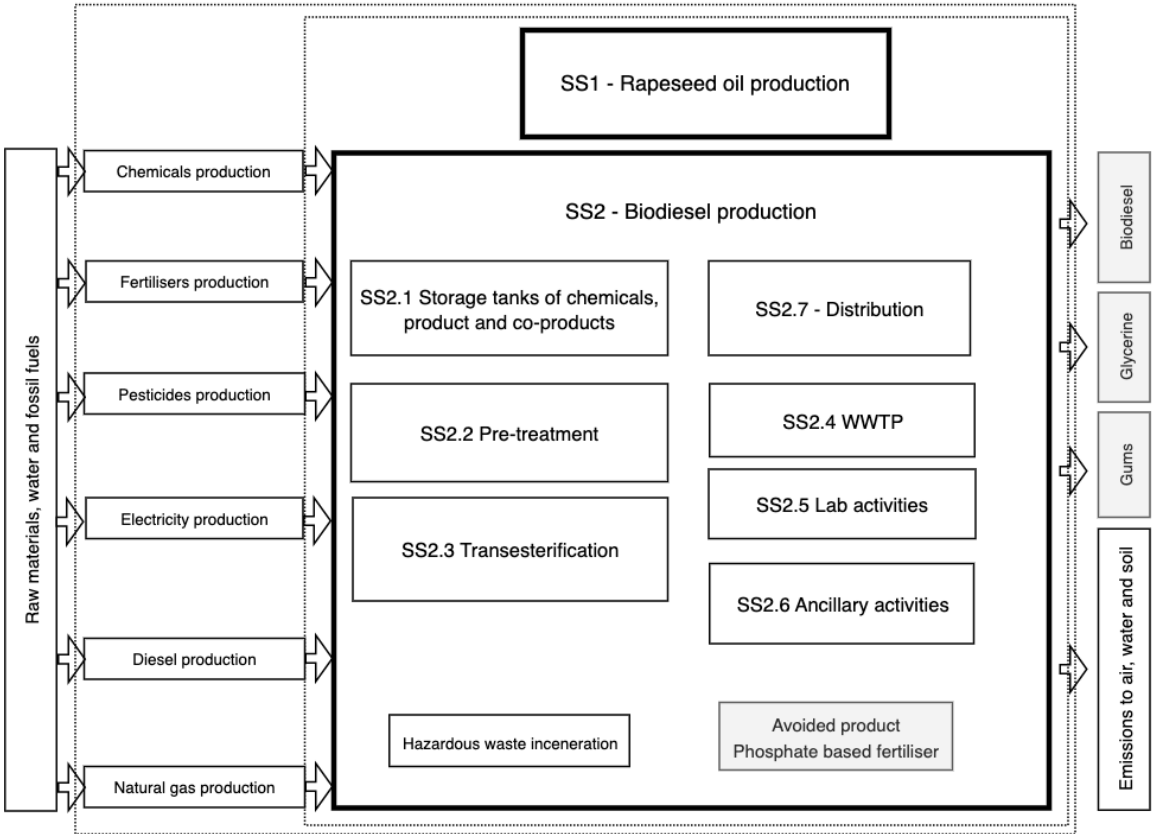 SS1 - Rapeseed oil production
Raw materials, water and fossil fuels
Chemicals production
Fertilisers production
Pesticides production
Electricity production
Diesel production
Natural gas production
SS2 - Biodiesel production
SS2.1 Storage tanks of chemicals,
product and co-products
SS2.2 Pre-treatment
SS2.3 Transesterification
SS2.7 - Distribution
SS2.4 WWTP
SS2.5 Lab activities
SS2.6 Ancillary activities
Hazardous waste inceneration
Avoided product
Phosphate based fertiliser
Biodiesel
Glycerine
Gums
Emissions to air, water and soil